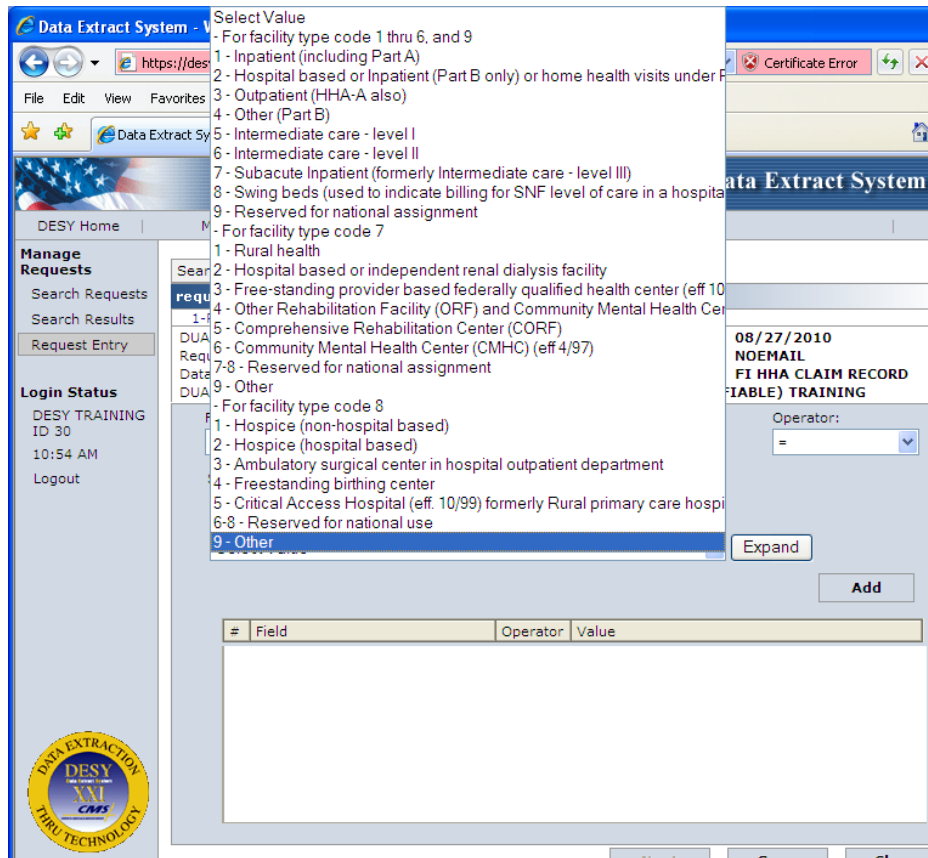 Data Extract System - W
https://des
Certificate Error
File Edit View Favorites
Data Extract Sy
ata Extract System
DESY Home |
|
Manage
Requests
Search Requests
Search Results
Request Entry
Login Status
DESY TRAINING
ID 30
10:54 AM
Logout
Select Value
- For facility type code 1 thru 6, and 9
1 - Inpatient (including Part A)
2 - Hospital based or Inpatient (Part B only) or home health visits under P
3 - Outpatient (HHA-A also)
4 - Other (Part B)
5 - Intermediate care - level I
6 - Intermediate care - level II
7 - Subacute Inpatient (formerly Intermediate care - level III)
8 - Swing beds (used to indicate billing for SNF level of care in a hospita
9 - Reserved for national assignment
- For facility type code 7
1 - Rural health
2 - Hospital based or independent renal dialysis facility
3 - Free-standing provider based federally qualified health center (eff 10
4 - Other Rehabilitation Facility (ORF) and Community Mental Health Cen
5 - Comprehensive Rehabilitation Center (CORF)
6 - Community Mental Health Center (CMHC) (eff 4/97)
7-8 - Reserved for national assignment
9 - Other
- For facility type code 8
1 - Hospice (non-hospital based)
2 - Hospice (hospital based)
3 - Ambulatory surgical center in hospital outpatient department
4 - Freestanding birthing center
5 - Critical Access Hospital (eff. 10/99) formerly Rural primary care hospi
6-8 - Reserved for national use
9 - Other
Sear
requ
DUA
Requ
Data
DUA
08/27/2010
NOEMAIL
FI HHA CLAIM RECORD
FIABLE) TRAINING
Operator:
=
Expand
Add
# Field Operator Value
DATA EXTRACTION
DESY
Data Extract System
XXI
CMS
THRU TECHNOLOGY